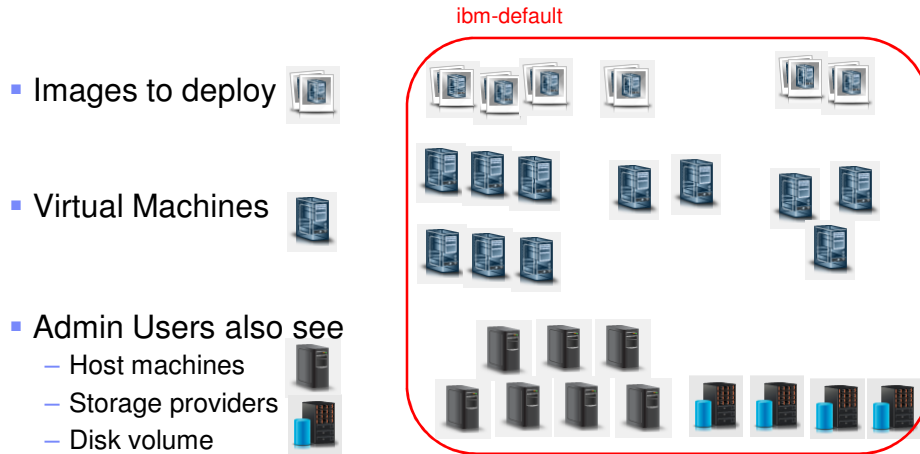 ibm-default
▪ Images to deploy
▪ Virtual Machines
▪ Admin Users also see
– Host machines
– Storage providers
– Disk volume